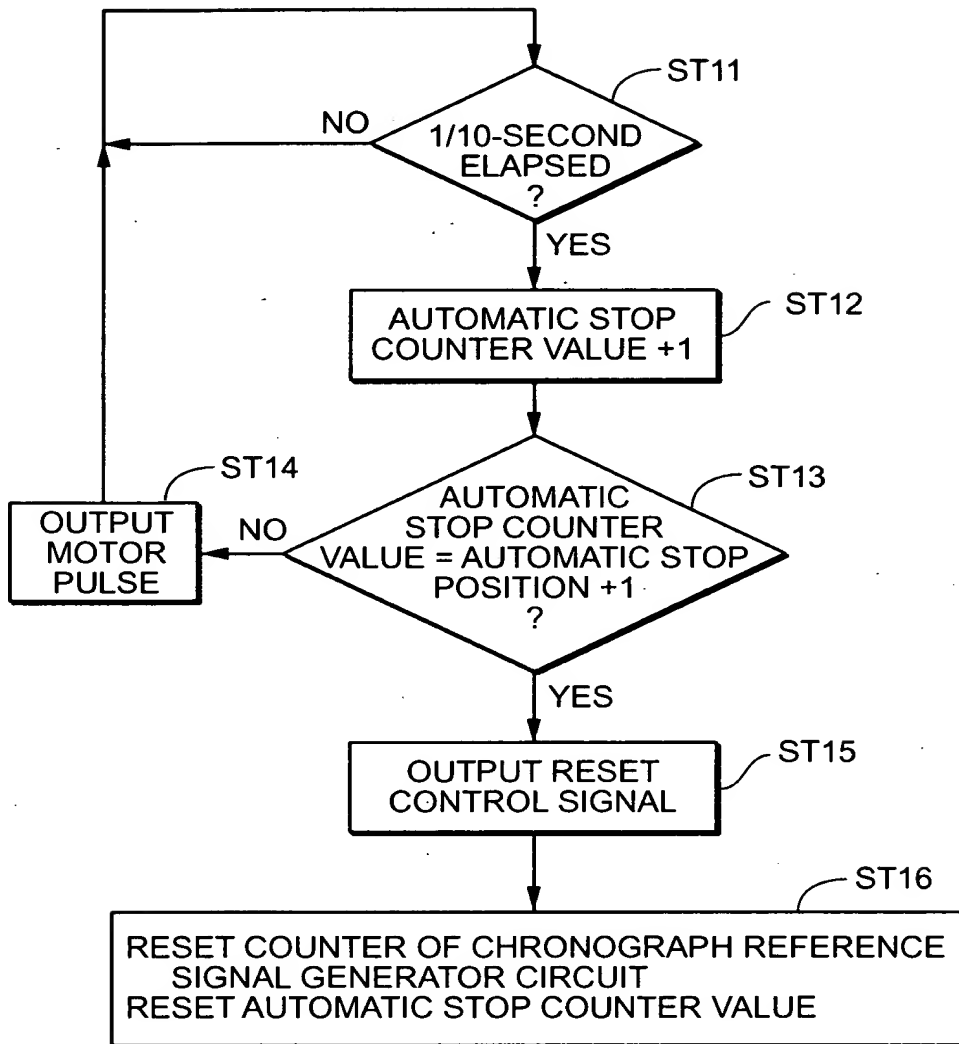 ST11
NO
1/10-SECOND
ELAPSED
?
YES
ST12
AUTOMATIC STOP
COUNTER VALUE +1
ST14
ST13
OUTPUT
MOTOR
PULSE
NO
AUTOMATIC
STOP COUNTER
VALUE = AUTOMATIC STOP
POSITION +1
?
YES
ST15
OUTPUT RESET
CONTROL SIGNAL
ST16
RESET COUNTER OF CHRONOGRAPH REFERENCE
SIGNAL GENERATOR CIRCUIT
RESET AUTOMATIC STOP COUNTER VALUE